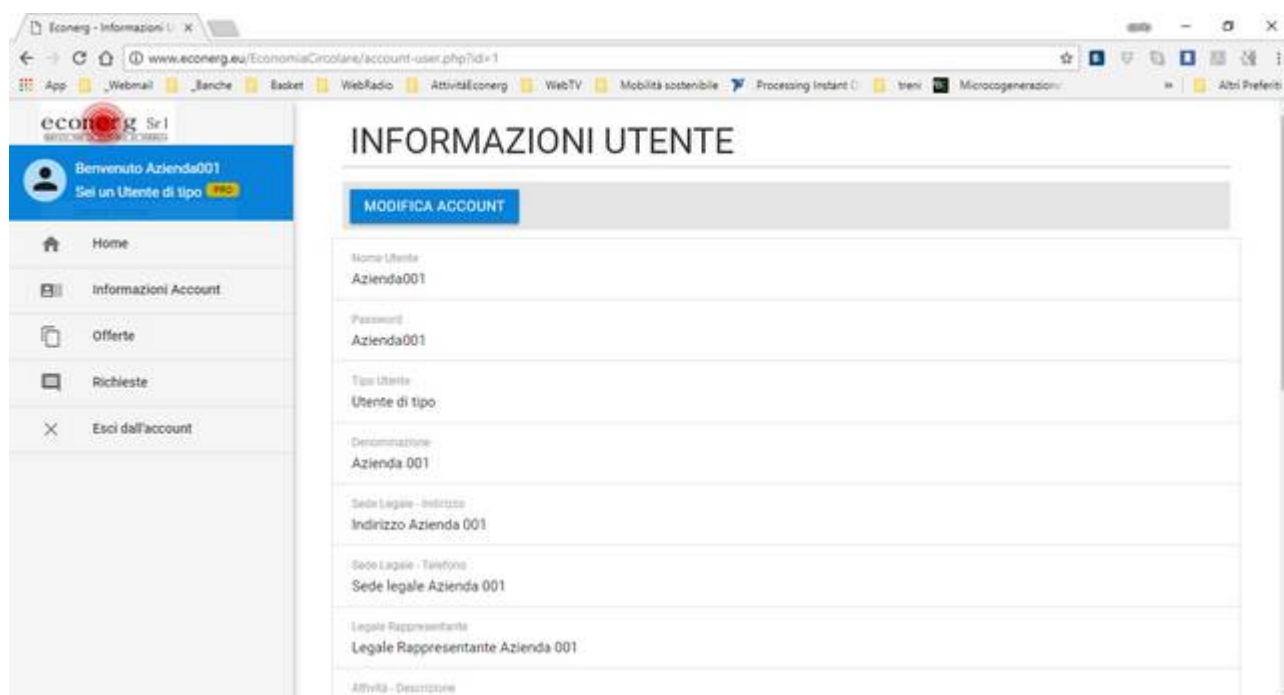 Econerg - Informazioni U
www.econerg.eu/EconomiaCircolare/account-user.php?id=1
App _Webmail _Banche Basket WebRadio AttivitàEconerg WebTV Mobilità sostenibile Processing Instant C treni Microcogenerazion » Altri Preferiti
econerg Srl
Benvenuto Azienda001
Sei un Utente di tipo PRO
Home
Informazioni Account
Offerte
Richieste
Esci dall'account
INFORMAZIONI UTENTE
MODIFICA ACCOUNT
Nome Utente
Azienda001
Password
Azienda001
Tipo Utente
Utente di tipo
Denominazione
Azienda 001
Sede Legale - Indirizzo
Indirizzo Azienda 001
Sede Legale - Telefono
Sede legale Azienda 001
Legale Rappresentante
Legale Rappresentante Azienda 001
Attività - Descrizione